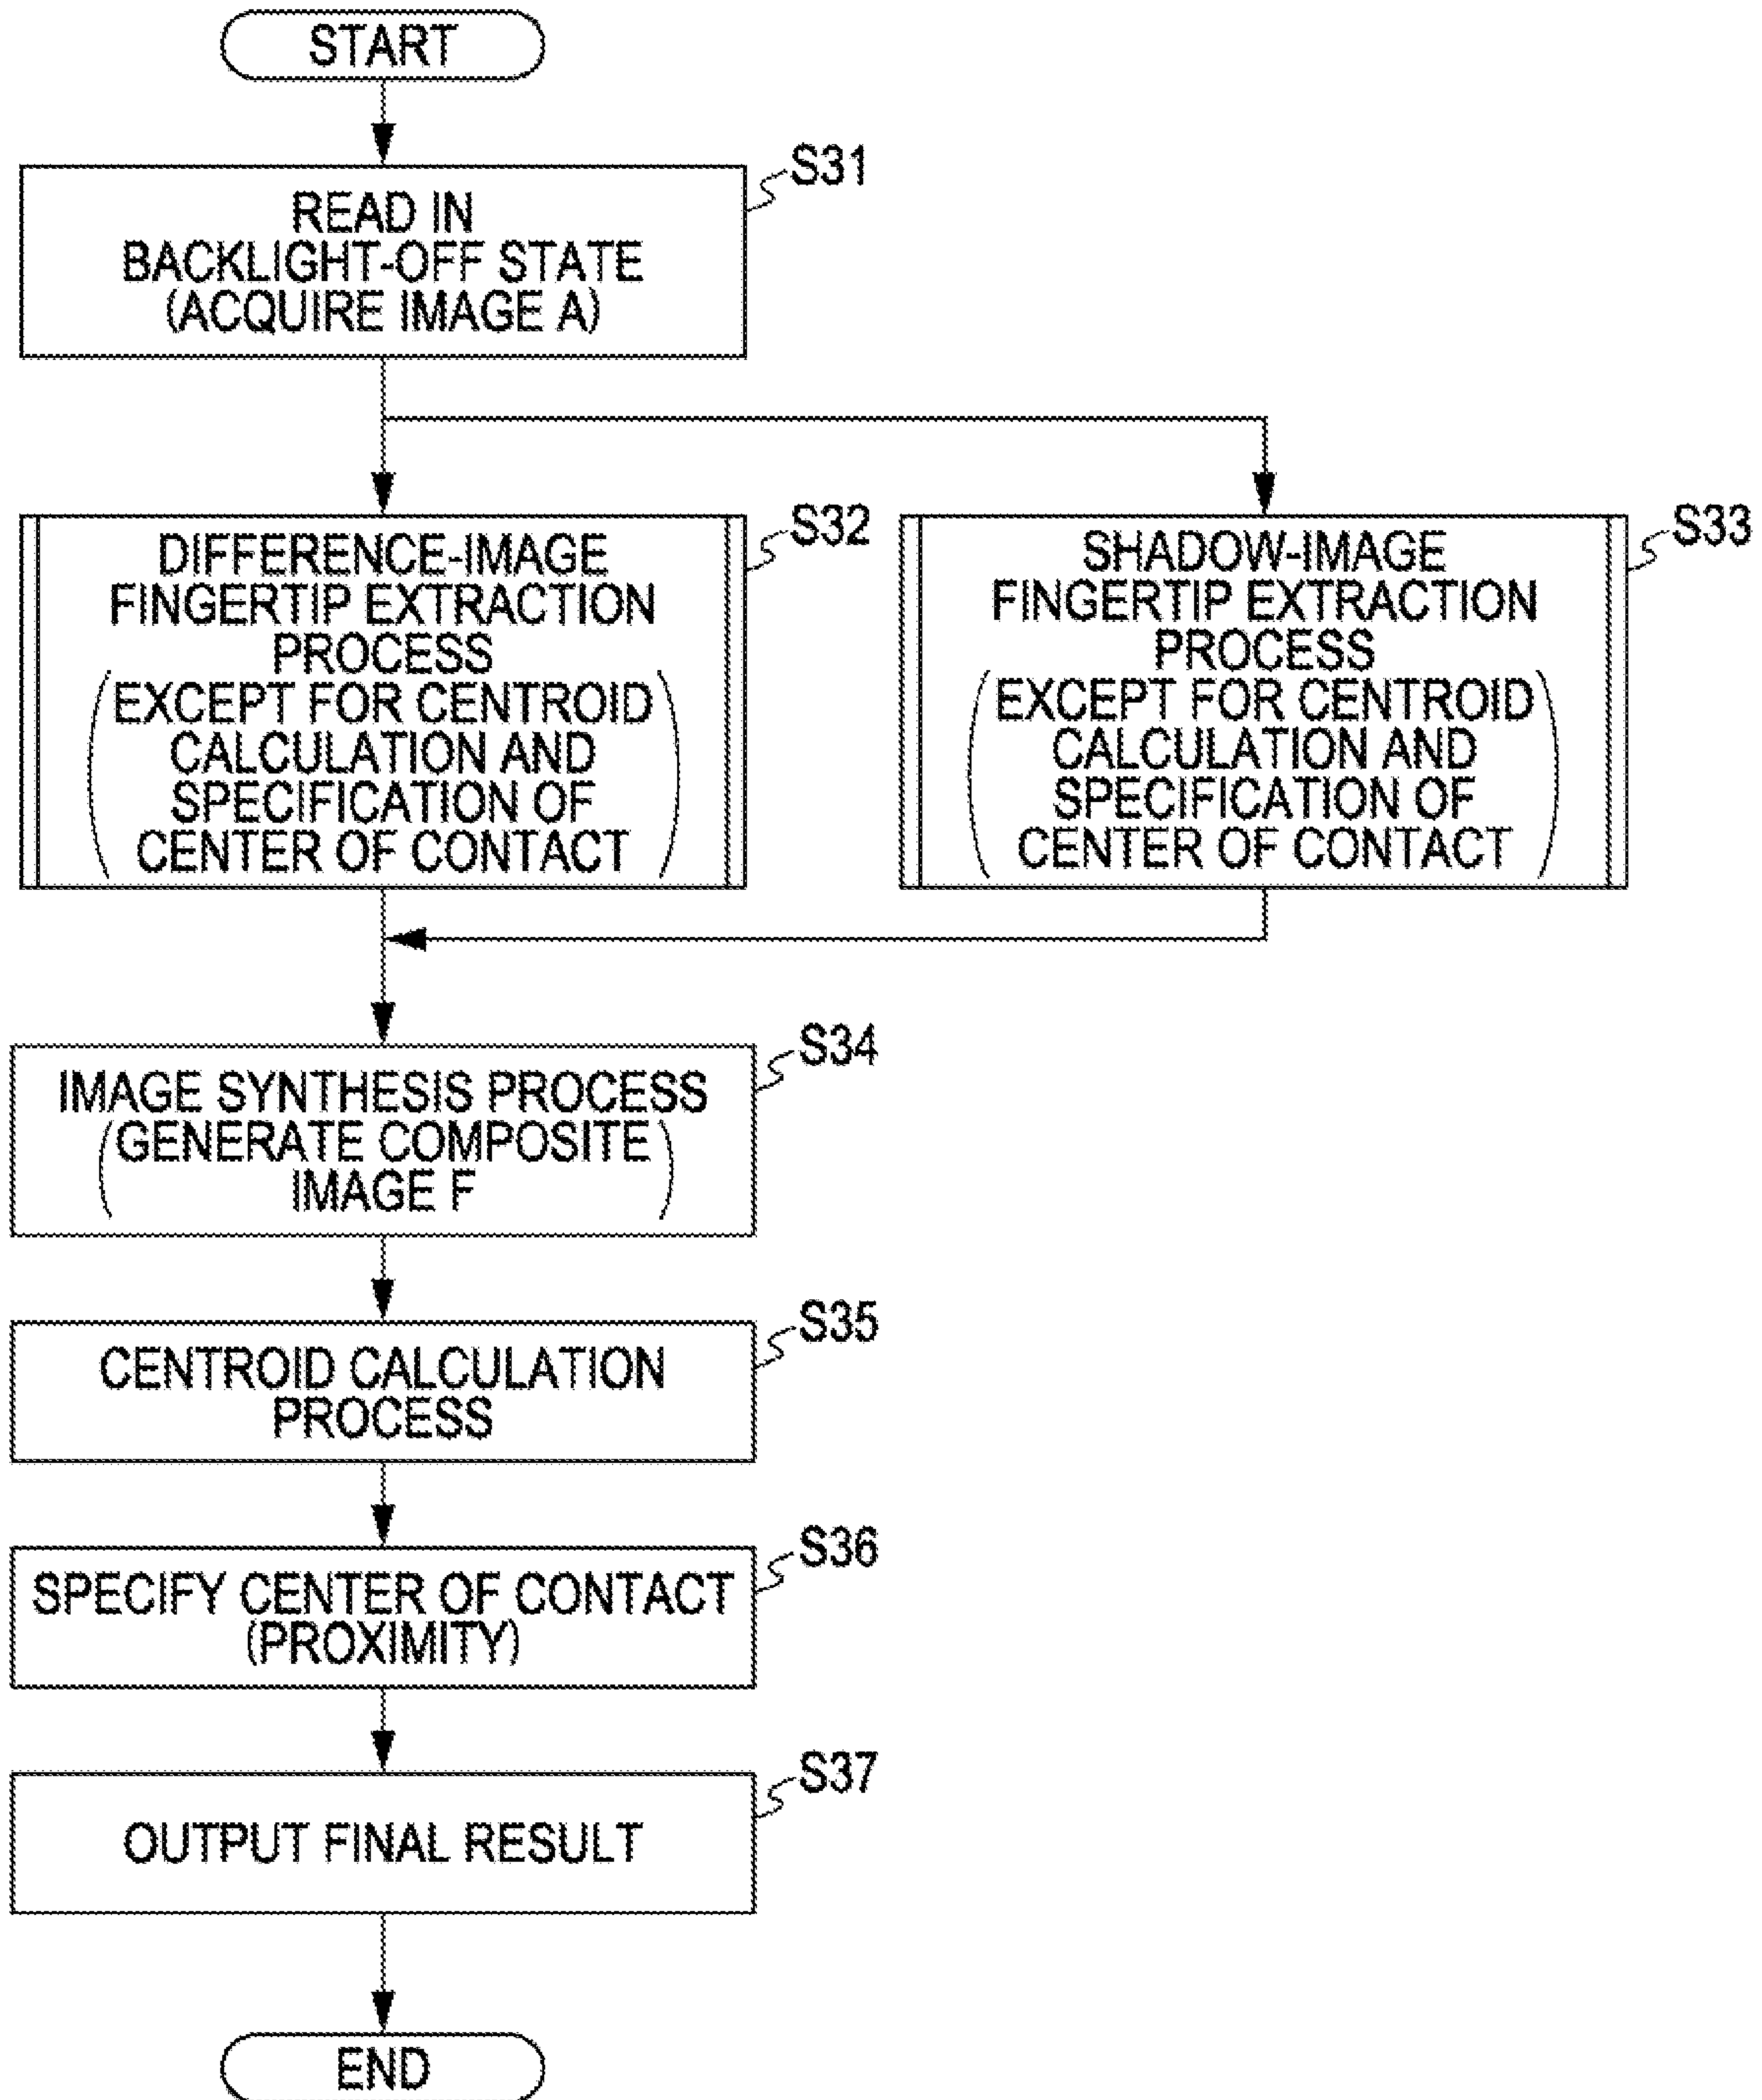 START
S31
READ IN
BACKLIGHT-OFF STATE
(ACQUIRE IMAGE A)
S32
DIFFERENCE-IMAGE
FINGERTIP EXTRACTION
PROCESS
(EXCEPT FOR CENTROID
CALCULATION AND
SPECIFICATION OF
CENTER OF CONTACT)
S33
SHADOW-IMAGE
FINGERTIP EXTRACTION
PROCESS
(EXCEPT FOR CENTROID
CALCULATION AND
SPECIFICATION OF
CENTER OF CONTACT)
S34
IMAGE SYNTHESIS PROCESS
(GENERATE COMPOSITE
IMAGE F)
S35
CENTROID CALCULATION
PROCESS
S36
SPECIFY CENTER OF CONTACT
(PROXIMITY)
S37
OUTPUT FINAL RESULT
END